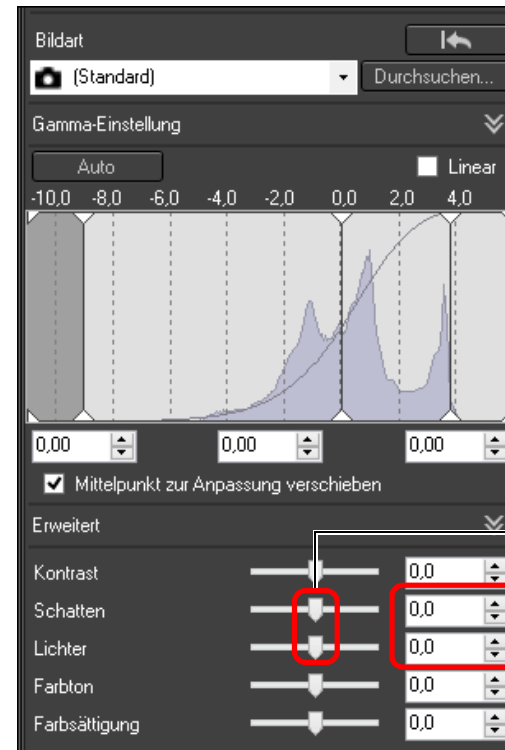 Bildart
(Standard) Durchsuchen...
Gamma-Einstellung
Auto Linear
-10,0 -8,0 -6,0 -4,0 -2,0 0,0 2,0 4,0
0,00 0,00 0,00
Mittelpunkt zur Anpassung verschieben
Erweitert
Kontrast 0,0
Schatten 0,0
Lichter 0,0
Farbton 0,0
Farbsättigung 0,0